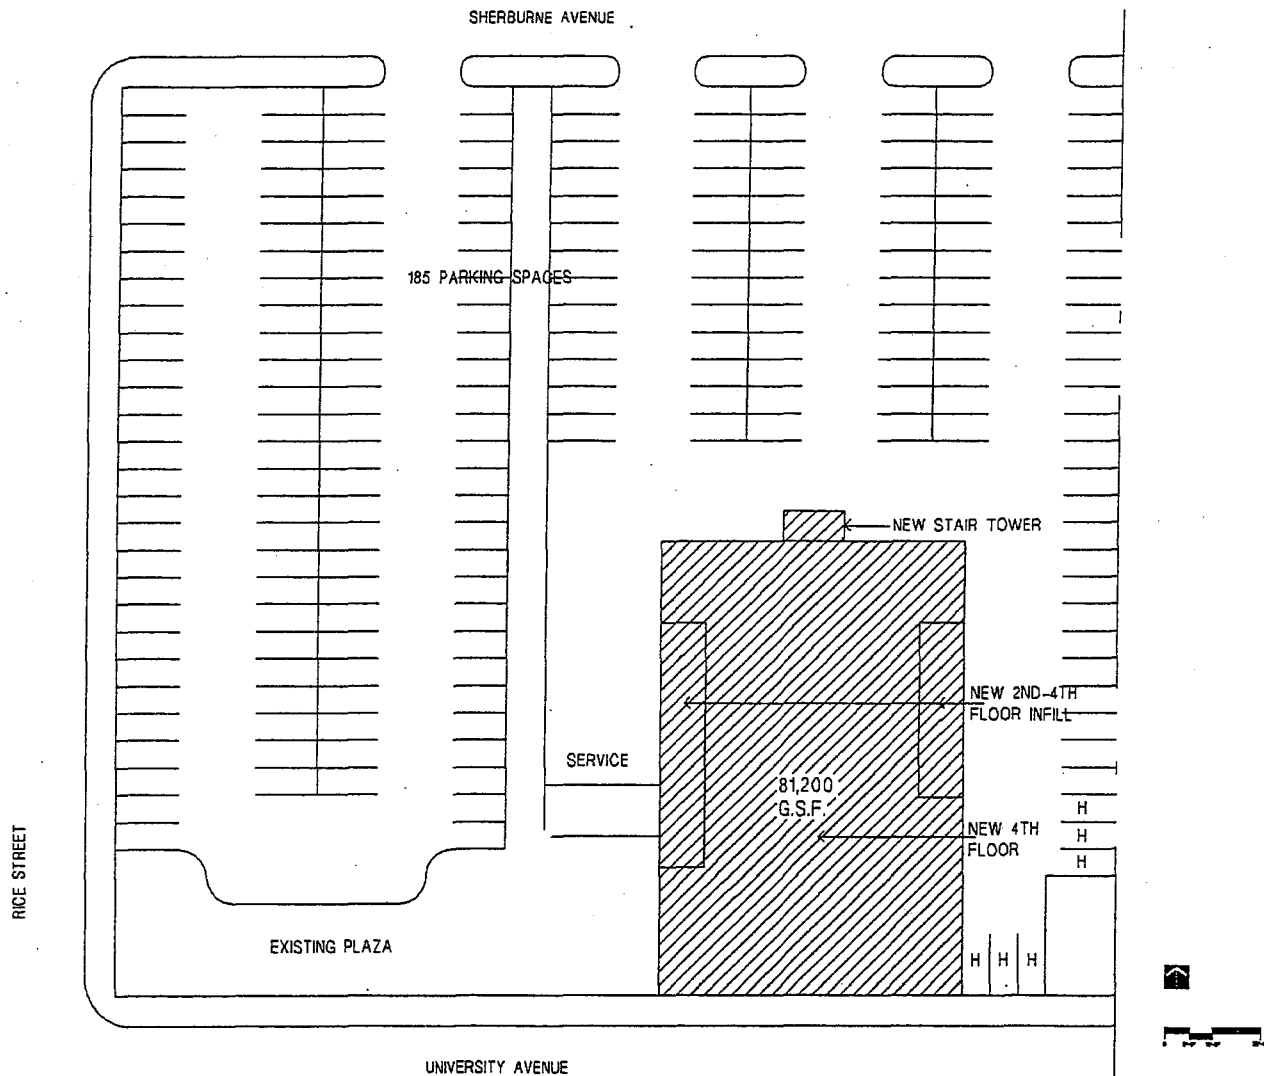 SHERBURNE AVENUE
185 PARKING SPACES
NEW STAIR TOWER
NEW 2ND-4TH
FLOOR INFILL
SERVICE
81,200
G.S.F.
NEW 4TH
FLOOR
H
H
H
RICE STREET
EXISTING PLAZA
H H H
UNIVERSITY AVENUE